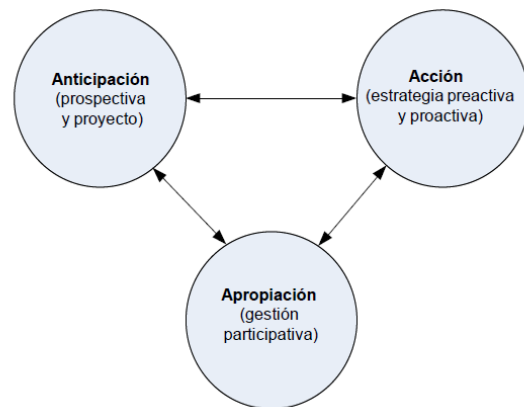 Anticipación
(prospectiva
y proyecto)
Acción
(estrategia preactiva
y proactiva)
Apropiación
(gestión
participativa)